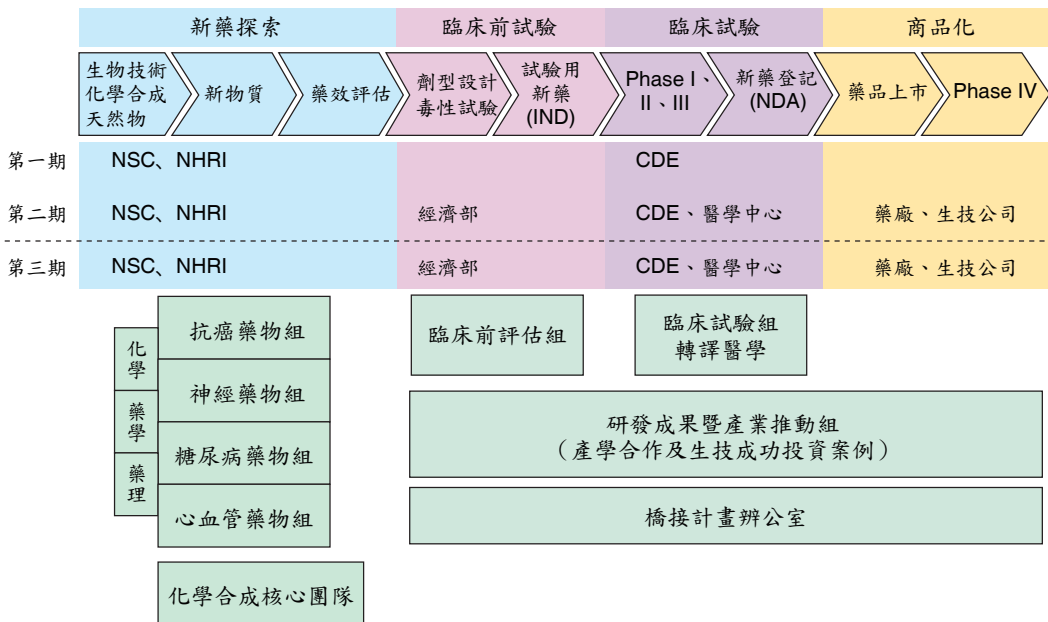 新藥探索
臨床前試驗
臨床試驗
商品化
生物技術
化學合成
天然物
新物質
藥效評估
劑型設計
毒性試驗
試驗用
新藥
(IND)
Phase I、
II、III
新藥登記
(NDA)
藥品上市
Phase IV
第一期 NSC、NHRI CDE
第二期 NSC、NHRI 經濟部 CDE、醫學中心 藥廠、生技公司
第三期 NSC、NHRI 經濟部 CDE、醫學中心 藥廠、生技公司
化學
藥學
藥理
抗癌藥物組
神經藥物組
糖尿病藥物組
心血管藥物組
化學合成核心團隊
臨床前評估組
臨床試驗組
轉譯醫學
研發成果暨產業推動組
（產學合作及生技成功投資案例）
橋接計畫辦公室